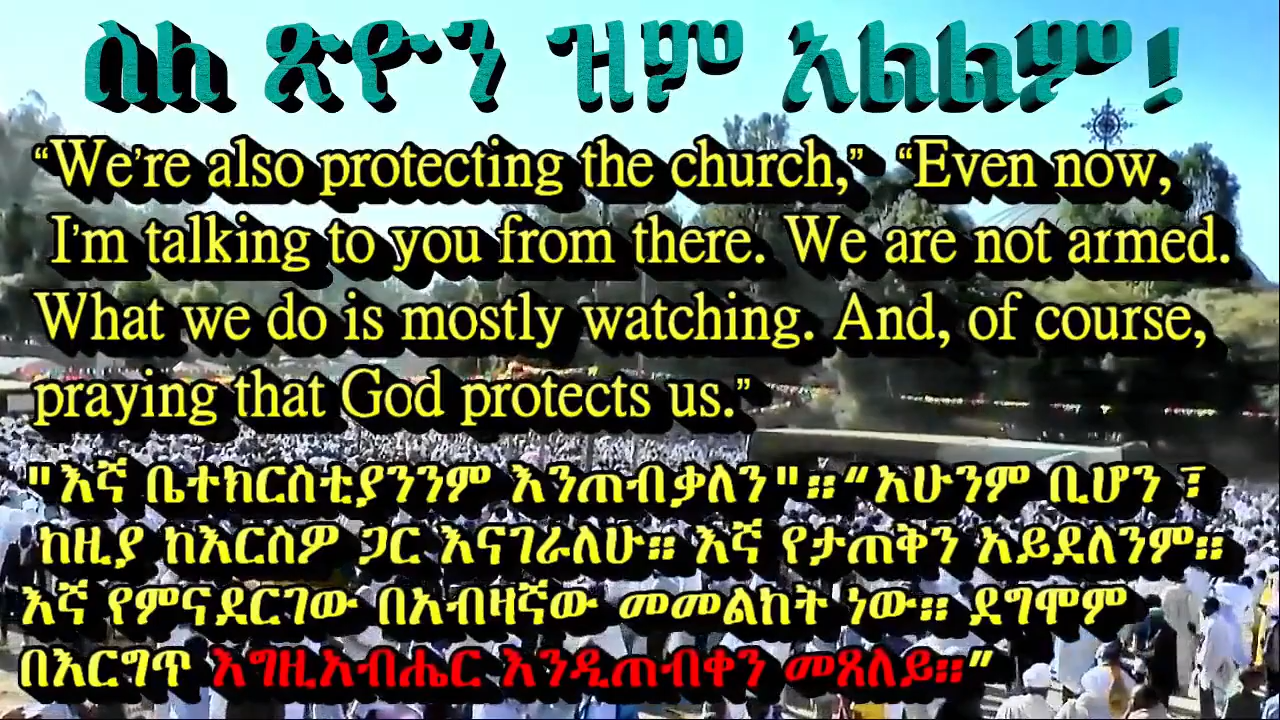 ስለ ጽዮን ዝም አልልም!
“We’re also protecting the church,” “Even now,
I’m talking to you from there. We are not armed.
What we do is mostly watching. And, of course,
praying that God protects us.”
"እኛ ቤተክርስቲያንንም እንጠብቃለን"።“አሁንም ቢሆን ፣
ከዚያ ከእርስዎ ጋር እናገራለሁ። እኛ የታጠቅን አይደለንም።
እኛ የምናደርገው በአብዛኛው መመልከት ነው። ደግሞም
በእርግጥ እግዚአብሔር እንዲጠብቀን መጸለይ።”